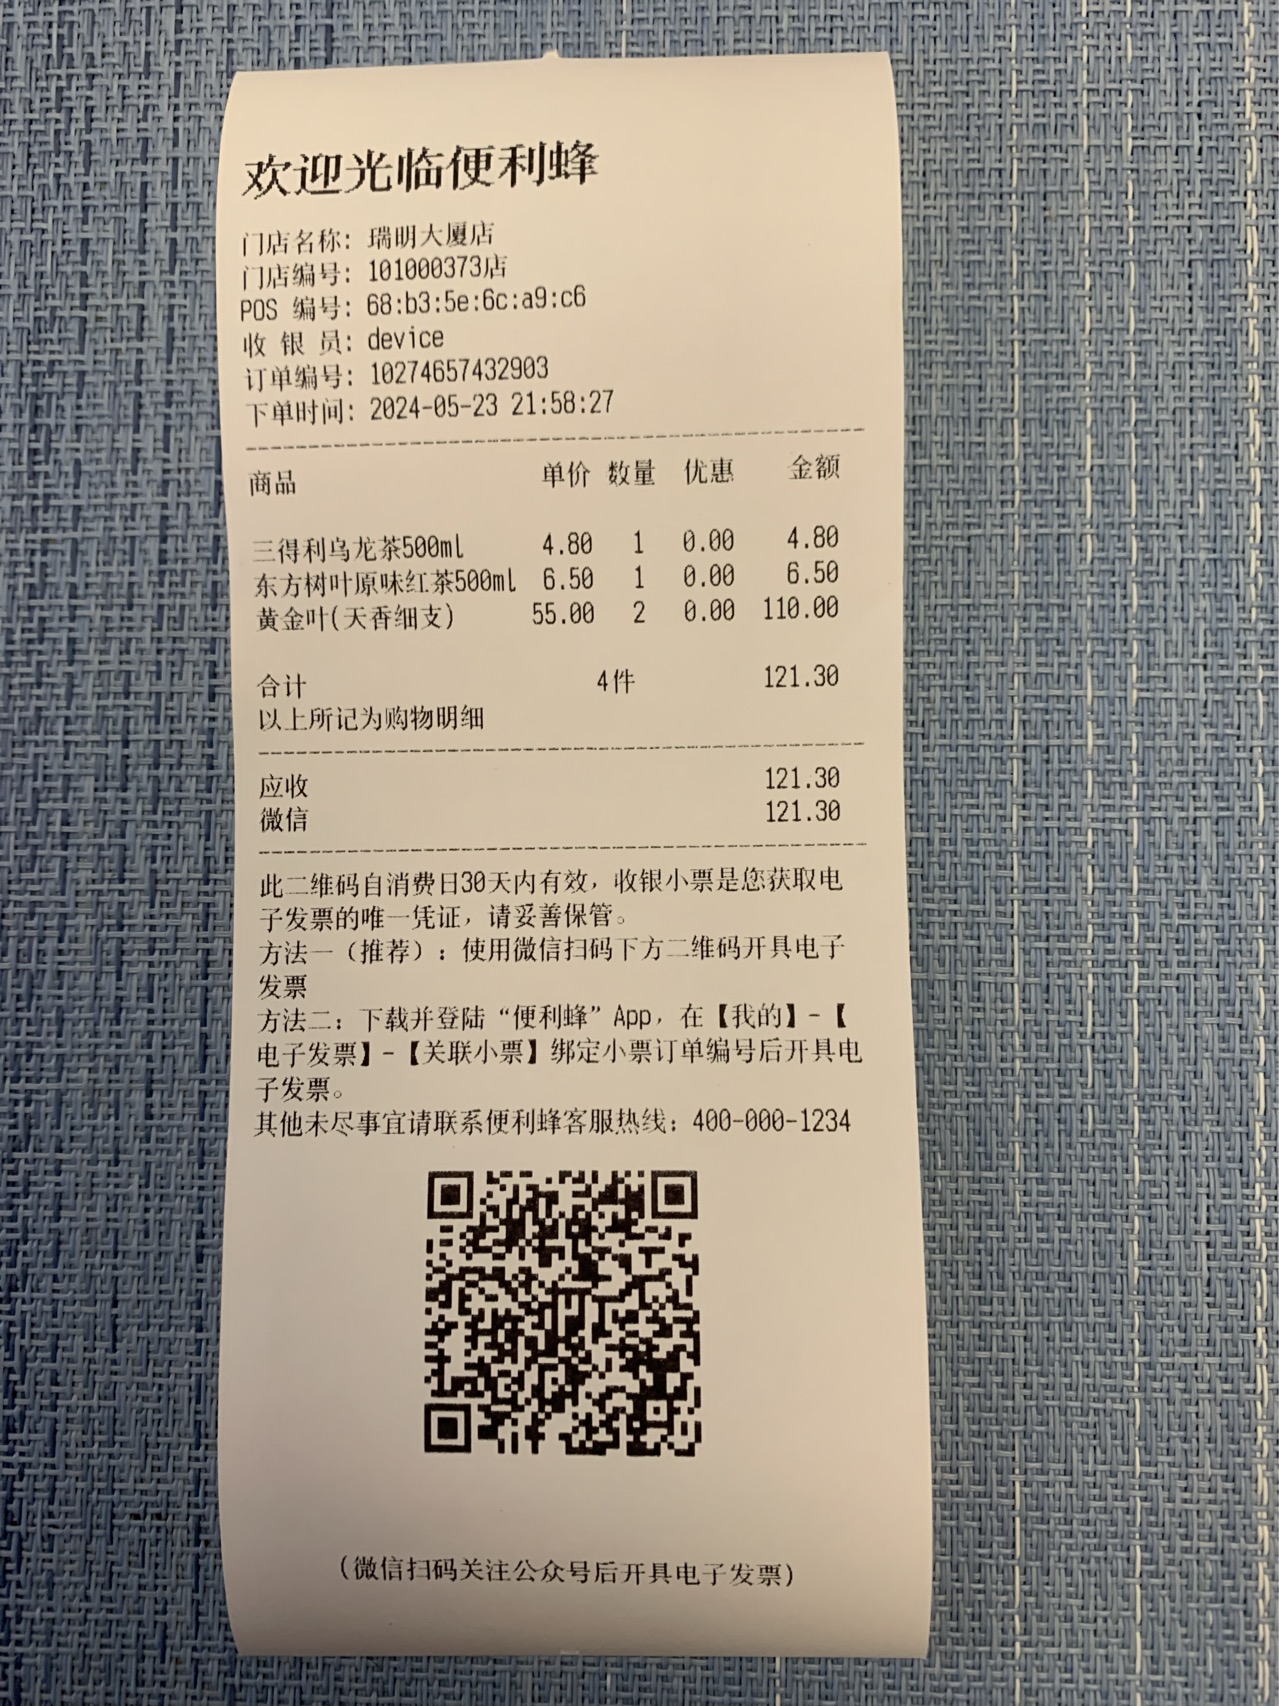 欢迎光临便利蜂
门店名称: 瑞明大厦店
门店编号: 101000373店
POS 编号: 68:b3:5e:6c:a9:c6
收 银 员: device
订单编号: 10274657432903
下单时间: 2024-05-23 21:58:27
商品 单价 数量 优惠 金额
三得利乌龙茶500ml 4.80 1 0.00 4.80
东方树叶原味红茶500ml 6.50 1 0.00 6.50
黄金叶(天香细支) 55.00 2 0.00 110.00
合计 4件 121.30
以上所记为购物明细
应收 121.30
微信 121.30
此二维码自消费日30天内有效，收银小票是您获取电
子发票的唯一凭证，请妥善保管。
方法一（推荐）：使用微信扫码下方二维码开具电子
发票
方法二：下载并登陆“便利蜂”App，在【我的】-【
电子发票】-【关联小票】绑定小票订单编号后开具电
子发票。
其他未尽事宜请联系便利蜂客服热线：400-000-1234
(微信扫码关注公众号后开具电子发票)